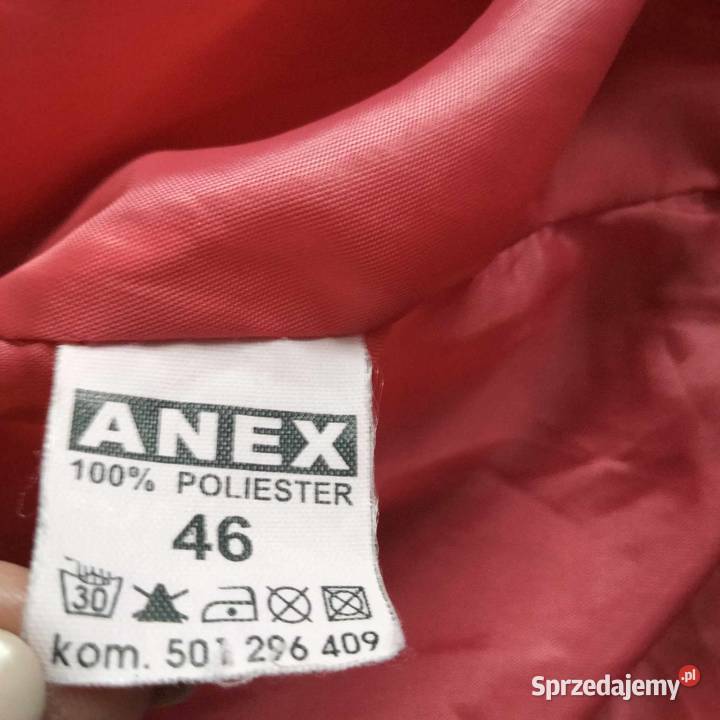 ANEX
100% POLIESTER
46
30
kom. 501 296 409
Sprzedajemy.pl